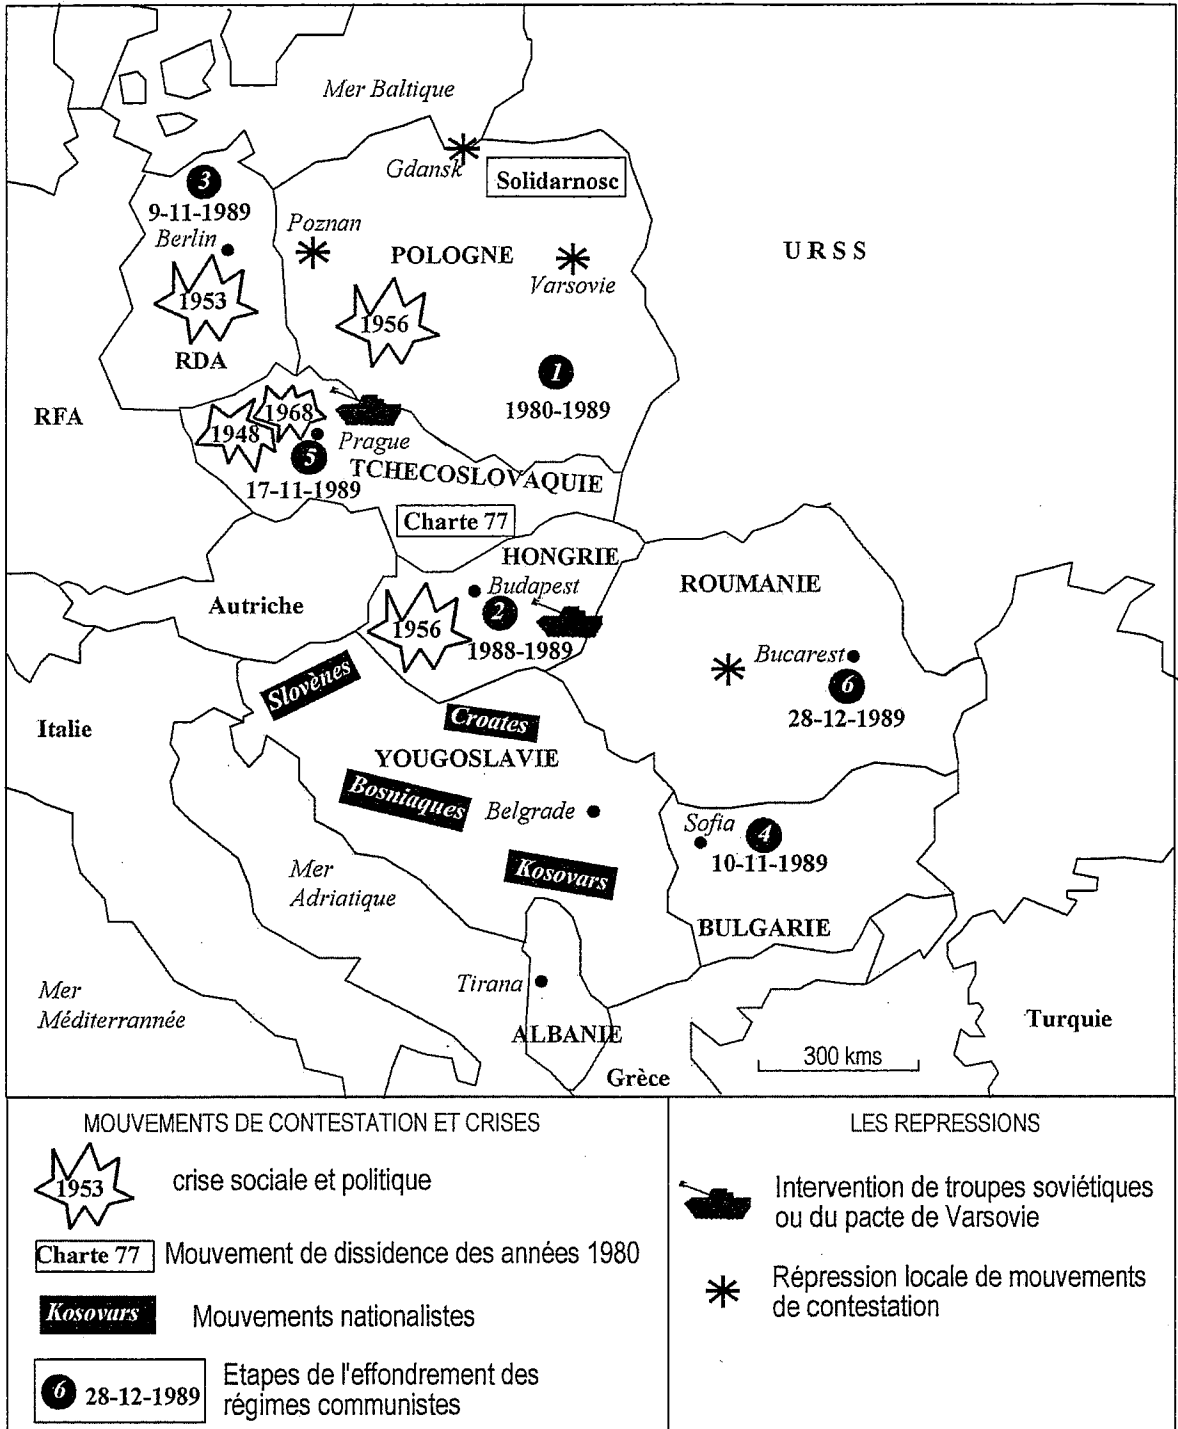 Mer Baltique
Gdansk
Solidarnosc
3
9-11-1989
Berlin
Poznan
POLOGNE
Varsovie
URSS
1953
1956
RDA
1
1980-1989
RFA
1968
1948
Prague
5
17-11-1989
TCHECOSLOVAQUIE
Charte 77
HONGRIE
Budapest
ROUMANIE
Autriche
1956
2
1988-1989
Bucarest
6
28-12-1989
Slovènes
Italie
Croates
YOUGOSLAVIE
Bosniaques
Belgrade
Sofia
4
10-11-1989
Mer
Adriatique
Kosovars
BULGARIE
Tirana
Mer
Méditerrannée
ALBANIE
Turquie
300 kms
Grèce
MOUVEMENTS DE CONTESTATION ET CRISES
1953
crise sociale et politique
Charte 77
Mouvement de dissidence des années 1980
Kosovars
Mouvements nationalistes
6 28-12-1989
Etapes de l'effondrement des
régimes communistes
LES REPRESSIONS
Intervention de troupes soviétiques
ou du pacte de Varsovie
Répression locale de mouvements
de contestation